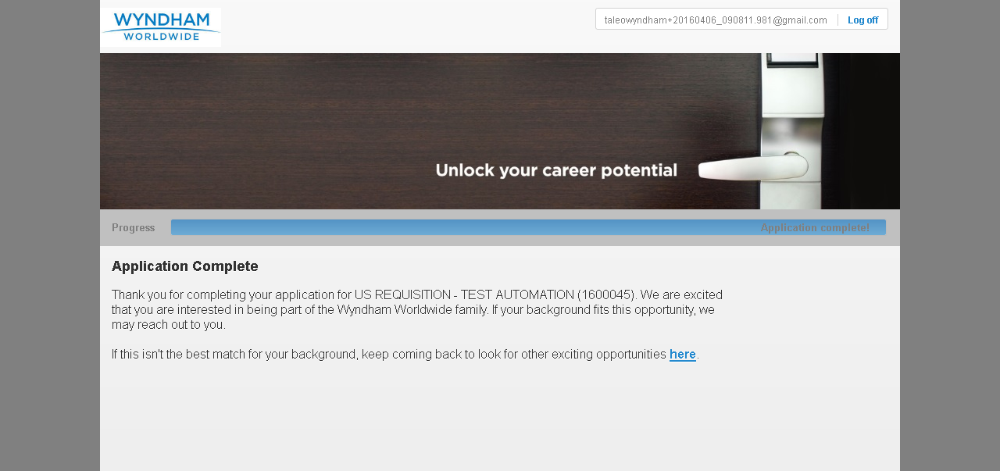 WYNDHAM
WORLDWIDE
taleowyndham+20160406_090811.981@gmail.com
Log off
Unlock your career potential
Progress
Application complete!
Application Complete
Thank you for completing your application for US REQUISITION - TEST AUTOMATION (1600045). We are excited
that you are interested in being part of the Wyndham Worldwide family. If your background fits this opportunity, we
may reach out to you.
If this isn't the best match for your background, keep coming back to look for other exciting opportunities here.